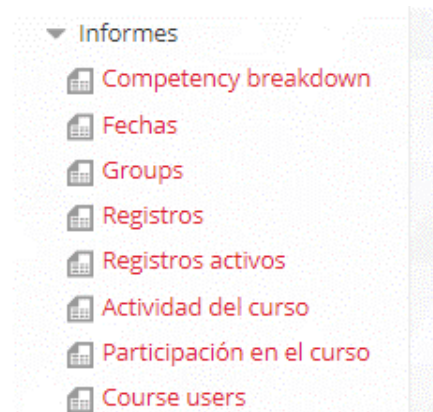 Informes
Competency breakdown
Fechas
Groups
Registros
Registros activos
Actividad del curso
Participación en el curso
Course users